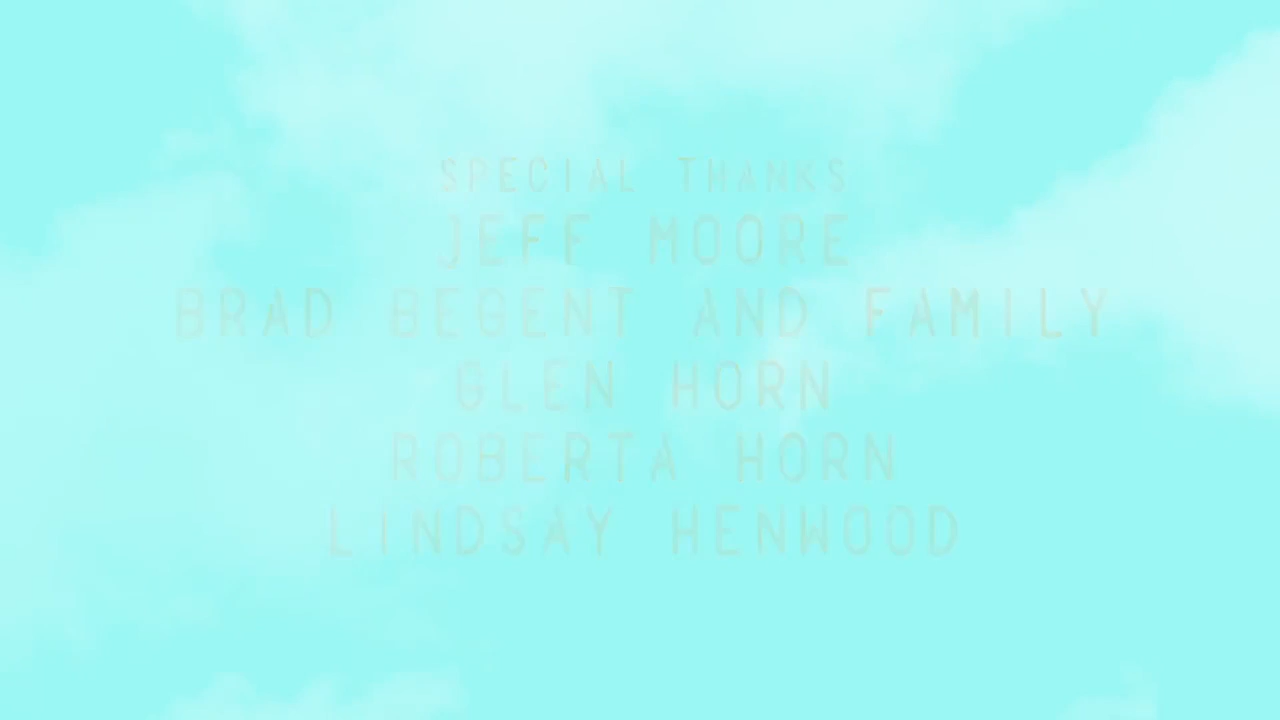 SPECIAL THANKS
JEFF MOORE
BRAD BEGENT AND FAMILY
GLEN HORN
ROBERTA HORN
LINDSAY HENWOOD